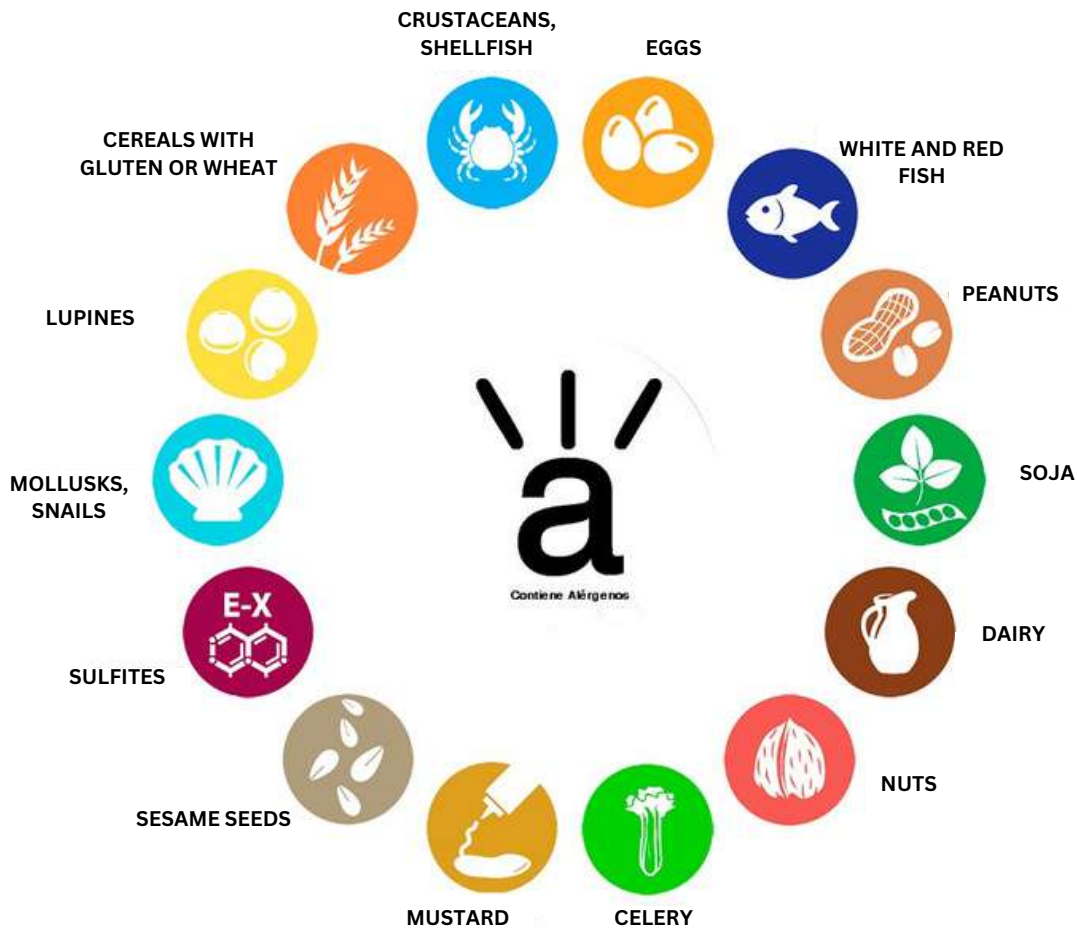 CRUSTACEANS,
SHELLFISH
EGGS
CEREALS WITH
GLUTEN OR WHEAT
WHITE AND RED
FISH
LUPINES
PEANUTS
MOLLUSKS,
SNAILS
SOJA
Contiene Alérgenos
a
E-X
SULFITES
DAIRY
SESAME SEEDS
NUTS
MUSTARD
CELERY